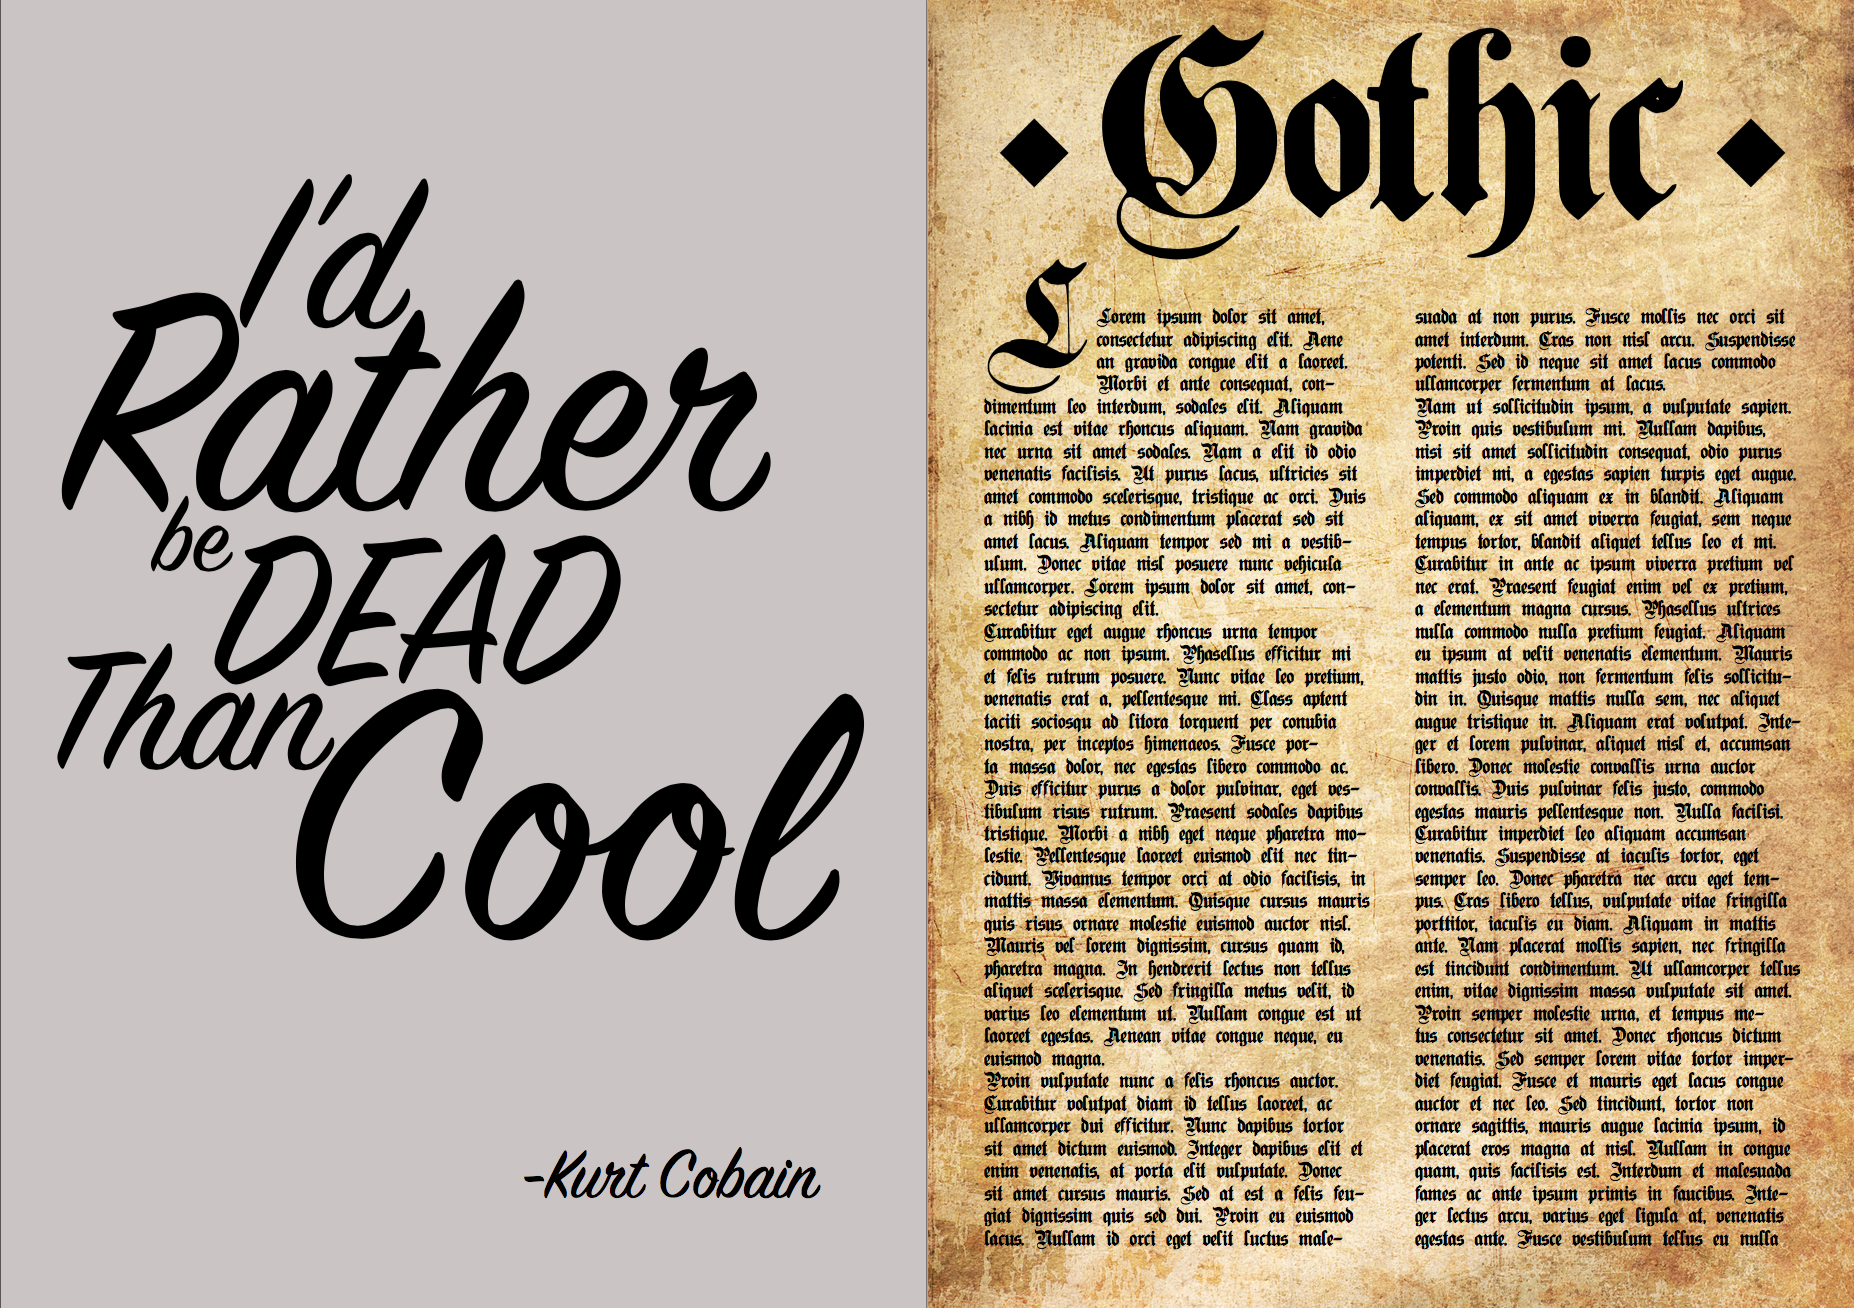 I'd
Rather
be DEAD
Than
Cool
-Kurt Cobain
Gothic
L
Lorem ipsum dolor sit amet,
consectetur adipiscing elit. Aene
an gravida congue elit a laoreet.
Morbi et ante consequat, con-
dimentum leo interdum, sodales elit. Aliquam
lacinia est vitae rhoncus aliquam. Nam gravida
nec urna sit amet sodales. Nam a elit id odio
venenatis facilisis. Ut purus lacus, ultricies sit
amet commodo scelerisque, tristique ac orci. Duis
a nibh id metus condimentum placerat sed sit
amet lacus. Aliquam tempor sed mi a vestib-
ulum. Donec vitae nisl posuere nunc vehicula
ullamcorper. Lorem ipsum dolor sit amet, con-
sectetur adipiscing elit.
Curabitur eget augue rhoncus urna tempor
commodo ac non ipsum. Phasellus efficitur mi
et felis rutrum posuere. Nunc vitae leo pretium,
venenatis erat a, pellentesque mi. Class aptent
taciti sociosqu ad litora torquent per conubia
nostra, per inceptos himenaeos. Fusce por-
ta massa dolor, nec egestas libero commodo ac.
Duis efficitur purus a dolor pulvinar, eget ves-
tibulum risus rutrum. Praesent sodales dapibus
tristique. Morbi a nibh eget neque pharetra mo-
lestie. Pellentesque laoreet euismod elit nec tin-
cidunt. Vivamus tempor orci at odio facilisis, in
mattis massa elementum. Quisque cursus mauris
quis risus ornare molestie euismod auctor nisl.
Mauris vel lorem dignissim, cursus quam id,
pharetra magna. In hendrerit lectus non tellus
aliquet scelerisque. Sed fringilla metus velit, id
varius leo elementum ut. Nullam congue est ut
laoreet egestas. Aenean vitae congue neque, eu
euismod magna.
Proin vulputate nunc a felis rhoncus auctor.
Curabitur volutpat diam id tellus laoreet, ac
ullamcorper dui efficitur. Nunc dapibus tortor
sit amet dictum euismod. Integer dapibus elit et
enim venenatis, at porta elit vulputate. Donec
sit amet cursus mauris. Sed at est a felis feu-
giat dignissim quis sed dui. Proin eu euismod
lacus. Nullam id orci eget velit luctus male-
suada at non purus. Fusce mollis nec orci sit
amet interdum. Cras non nisl arcu. Suspendisse
potenti. Sed id neque sit amet lacus commodo
ullamcorper fermentum at lacus.
Nam ut sollicitudin ipsum, a vulputate sapien.
Proin quis vestibulum mi. Nullam dapibus,
nisi sit amet sollicitudin consequat, odio purus
imperdiet mi, a egestas sapien turpis eget augue.
Sed commodo aliquam ex in blandit. Aliquam
aliquam, ex sit amet viverra feugiat, sem neque
tempus tortor, blandit aliquet tellus leo et mi.
Curabitur in ante ac ipsum viverra pretium vel
nec erat. Praesent feugiat enim vel ex pretium,
a elementum magna cursus. Phasellus ultrices
nulla commodo nulla pretium feugiat. Aliquam
eu ipsum at velit venenatis elementum. Mauris
mattis justo odio, non fermentum felis sollicitu-
din in. Quisque mattis nulla sem, nec aliquet
augue tristique in. Aliquam erat volutpat. Inte-
ger et lorem pulvinar, aliquet nisl et, accumsan
libero. Donec molestie convallis urna auctor
convallis. Duis pulvinar felis justo, commodo
egestas mauris pellentesque non. Nulla facilisi.
Curabitur imperdiet leo aliquam accumsan
venenatis. Suspendisse at iaculis tortor, eget
semper leo. Donec pharetra nec arcu eget tem-
pus. Cras libero tellus, vulputate vitae fringilla
porttitor, iaculis eu diam. Aliquam in mattis
ante. Nam placerat mollis sapien, nec fringilla
est tincidunt condimentum. Ut ullamcorper tellus
enim, vitae dignissim massa vulputate sit amet.
Proin semper molestie urna, et tempus me-
tus consectetur sit amet. Donec rhoncus dictum
venenatis. Sed semper lorem vitae tortor imper-
diet feugiat. Fusce et mauris eget lacus congue
auctor et nec leo. Sed tincidunt, tortor non
ornare sagittis, mauris augue lacinia ipsum, id
placerat eros magna at nisl. Nullam in congue
quam, quis facilisis est. Interdum et malesuada
fames ac ante ipsum primis in faucibus. Inte-
ger lectus arcu, varius eget ligula at, venenatis
egestas ante. Fusce vestibulum tellus eu nulla